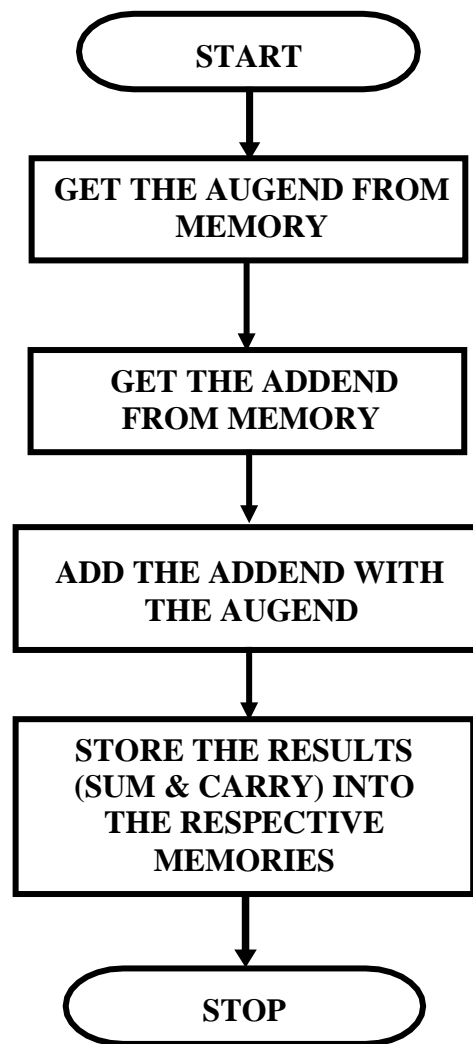 START
GET THE AUGEND FROM
MEMORY
GET THE ADDEND
FROM MEMORY
ADD THE ADDEND WITH
THE AUGEND
STORE THE RESULTS
(SUM & CARRY) INTO
THE RESPECTIVE
MEMORIES
STOP